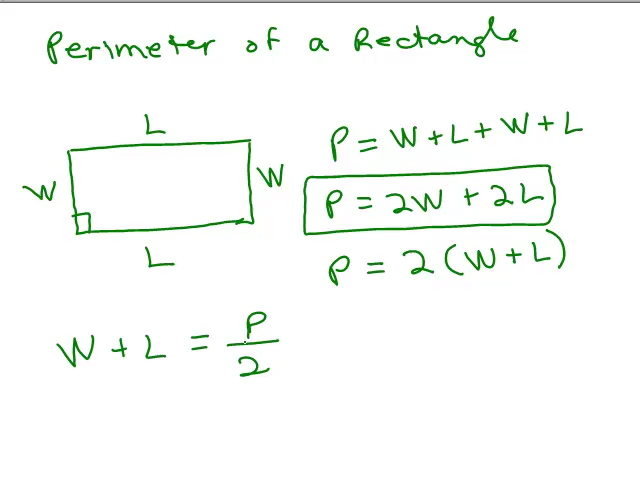 Perimeter of a Rectangle
L
W
W
L
P = W + L + W + L
P = 2W + 2L
P = 2 (W + L)
W + L = P/2